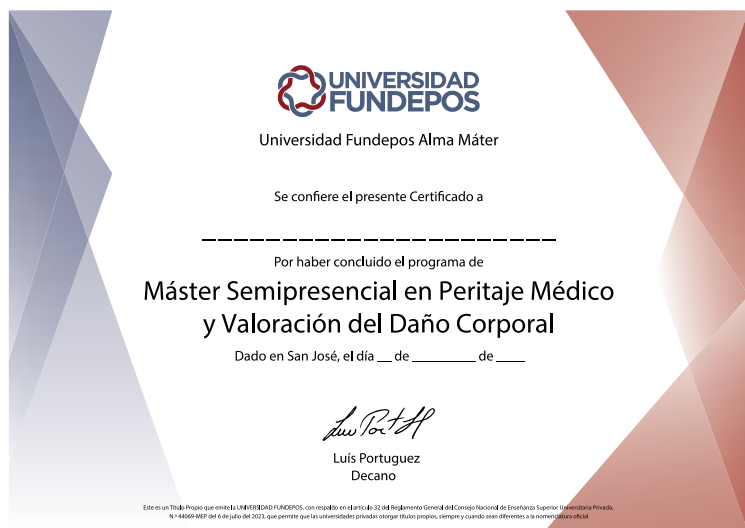 UNIVERSIDAD
FUNDEPOS
Universidad Fundepos Alma Máter
Se confiere el presente Certificado a
Por haber concluido el programa de
Máster Semipresencial en Peritaje Médico
y Valoración del Daño Corporal
Dado en San José, el día __ de ________ de ____
Luís Portuguez
Decano
Este es un Título Propio que emite la UNIVERSIDAD FUNDEPOS, con respaldo en el artículo 32 del Reglamento General del Consejo Nacional de Enseñanza Superior Universitaria Privada,
N.º 44069-MEP del 6 de julio del 2023, que permite que las universidades privadas otorgar títulos propios, siempre y cuando sean diferentes a la nomenclatura oficial